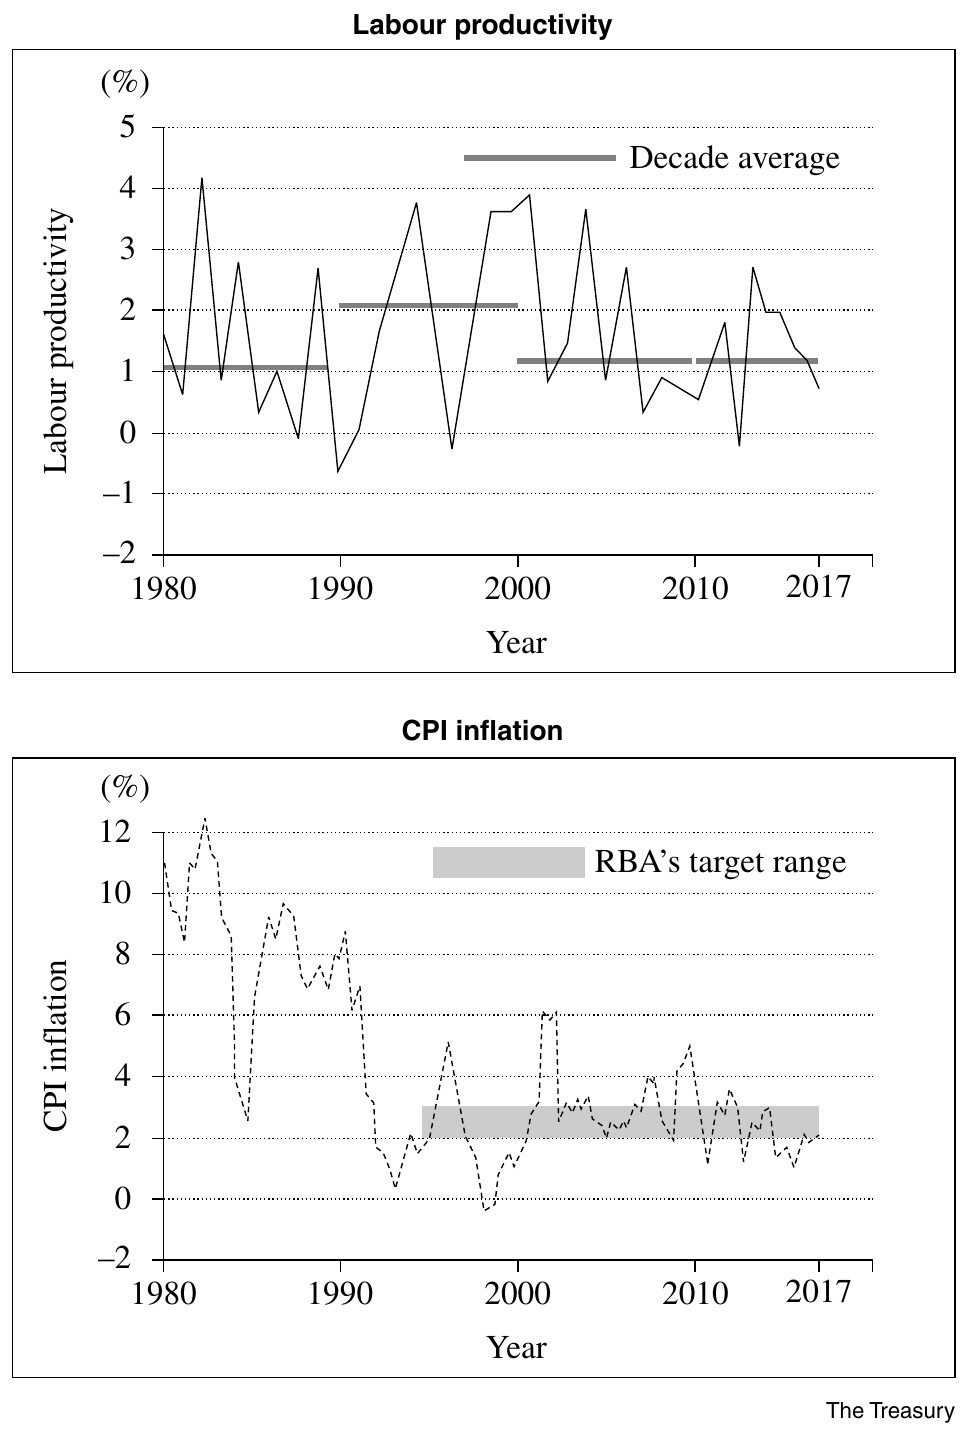 Labour productivity
(%)
5
Decade average
4
3
2
1
0
–1
–2
Labour productivity
1980 1990 2000 2010 2017
Year
CPI inflation
(%)
12
RBA's target range
10
8
6
4
2
0
–2
CPI inflation
1980 1990 2000 2010 2017
Year
The Treasury